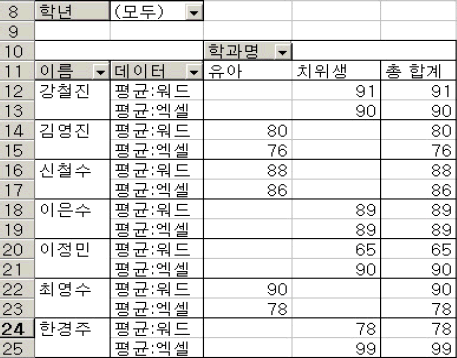 8 학년 (모두)
9
10 학과명
11 이름 데이터 유아 치위생 총 합계
12 강철진 평균:워드 91 91
13 평균:엑셀 90 90
14 김영진 평균:워드 80 80
15 평균:엑셀 76 76
16 신철수 평균:워드 88 88
17 평균:엑셀 86 86
18 이은수 평균:워드 89 89
19 평균:엑셀 89 89
20 이정민 평균:워드 65 65
21 평균:엑셀 90 90
22 최영수 평균:워드 90 90
23 평균:엑셀 78 78
24 한경주 평균:워드 78 78
25 평균:엑셀 99 99